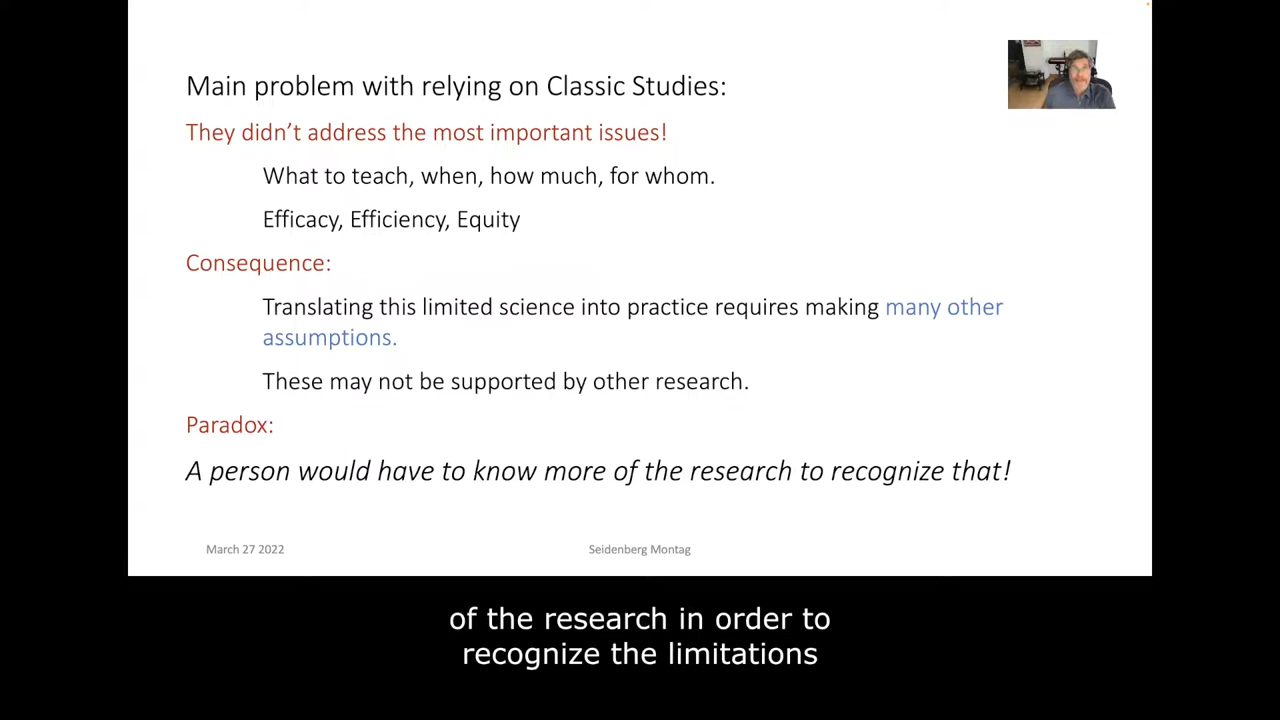 Main problem with relying on Classic Studies:
They didn’t address the most important issues!
What to teach, when, how much, for whom.
Efficacy, Efficiency, Equity
Consequence:
Translating this limited science into practice requires making many other
assumptions.
These may not be supported by other research.
Paradox:
A person would have to know more of the research to recognize that!
March 27 2022
Seidenberg Montag
of the research in order to
recognize the limitations